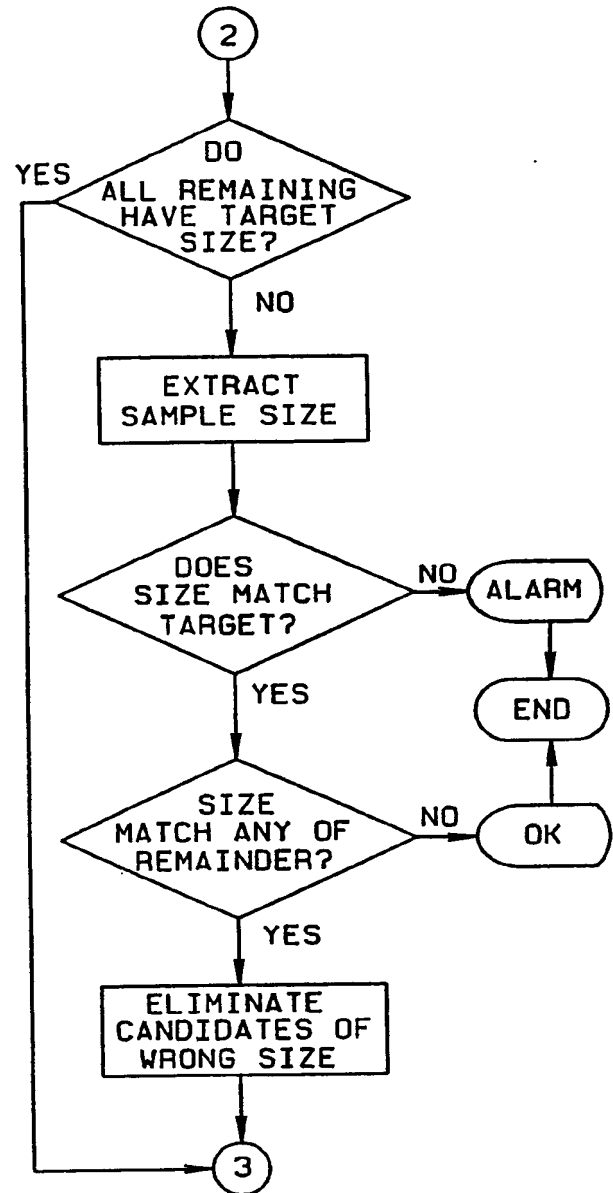 2
DO
ALL REMAINING
HAVE TARGET
SIZE?
YES
NO
EXTRACT
SAMPLE SIZE
DOES
SIZE MATCH
TARGET?
NO
ALARM
YES
END
SIZE
MATCH ANY OF
REMAINDER?
NO
OK
YES
ELIMINATE
CANDIDATES OF
WRONG SIZE
3